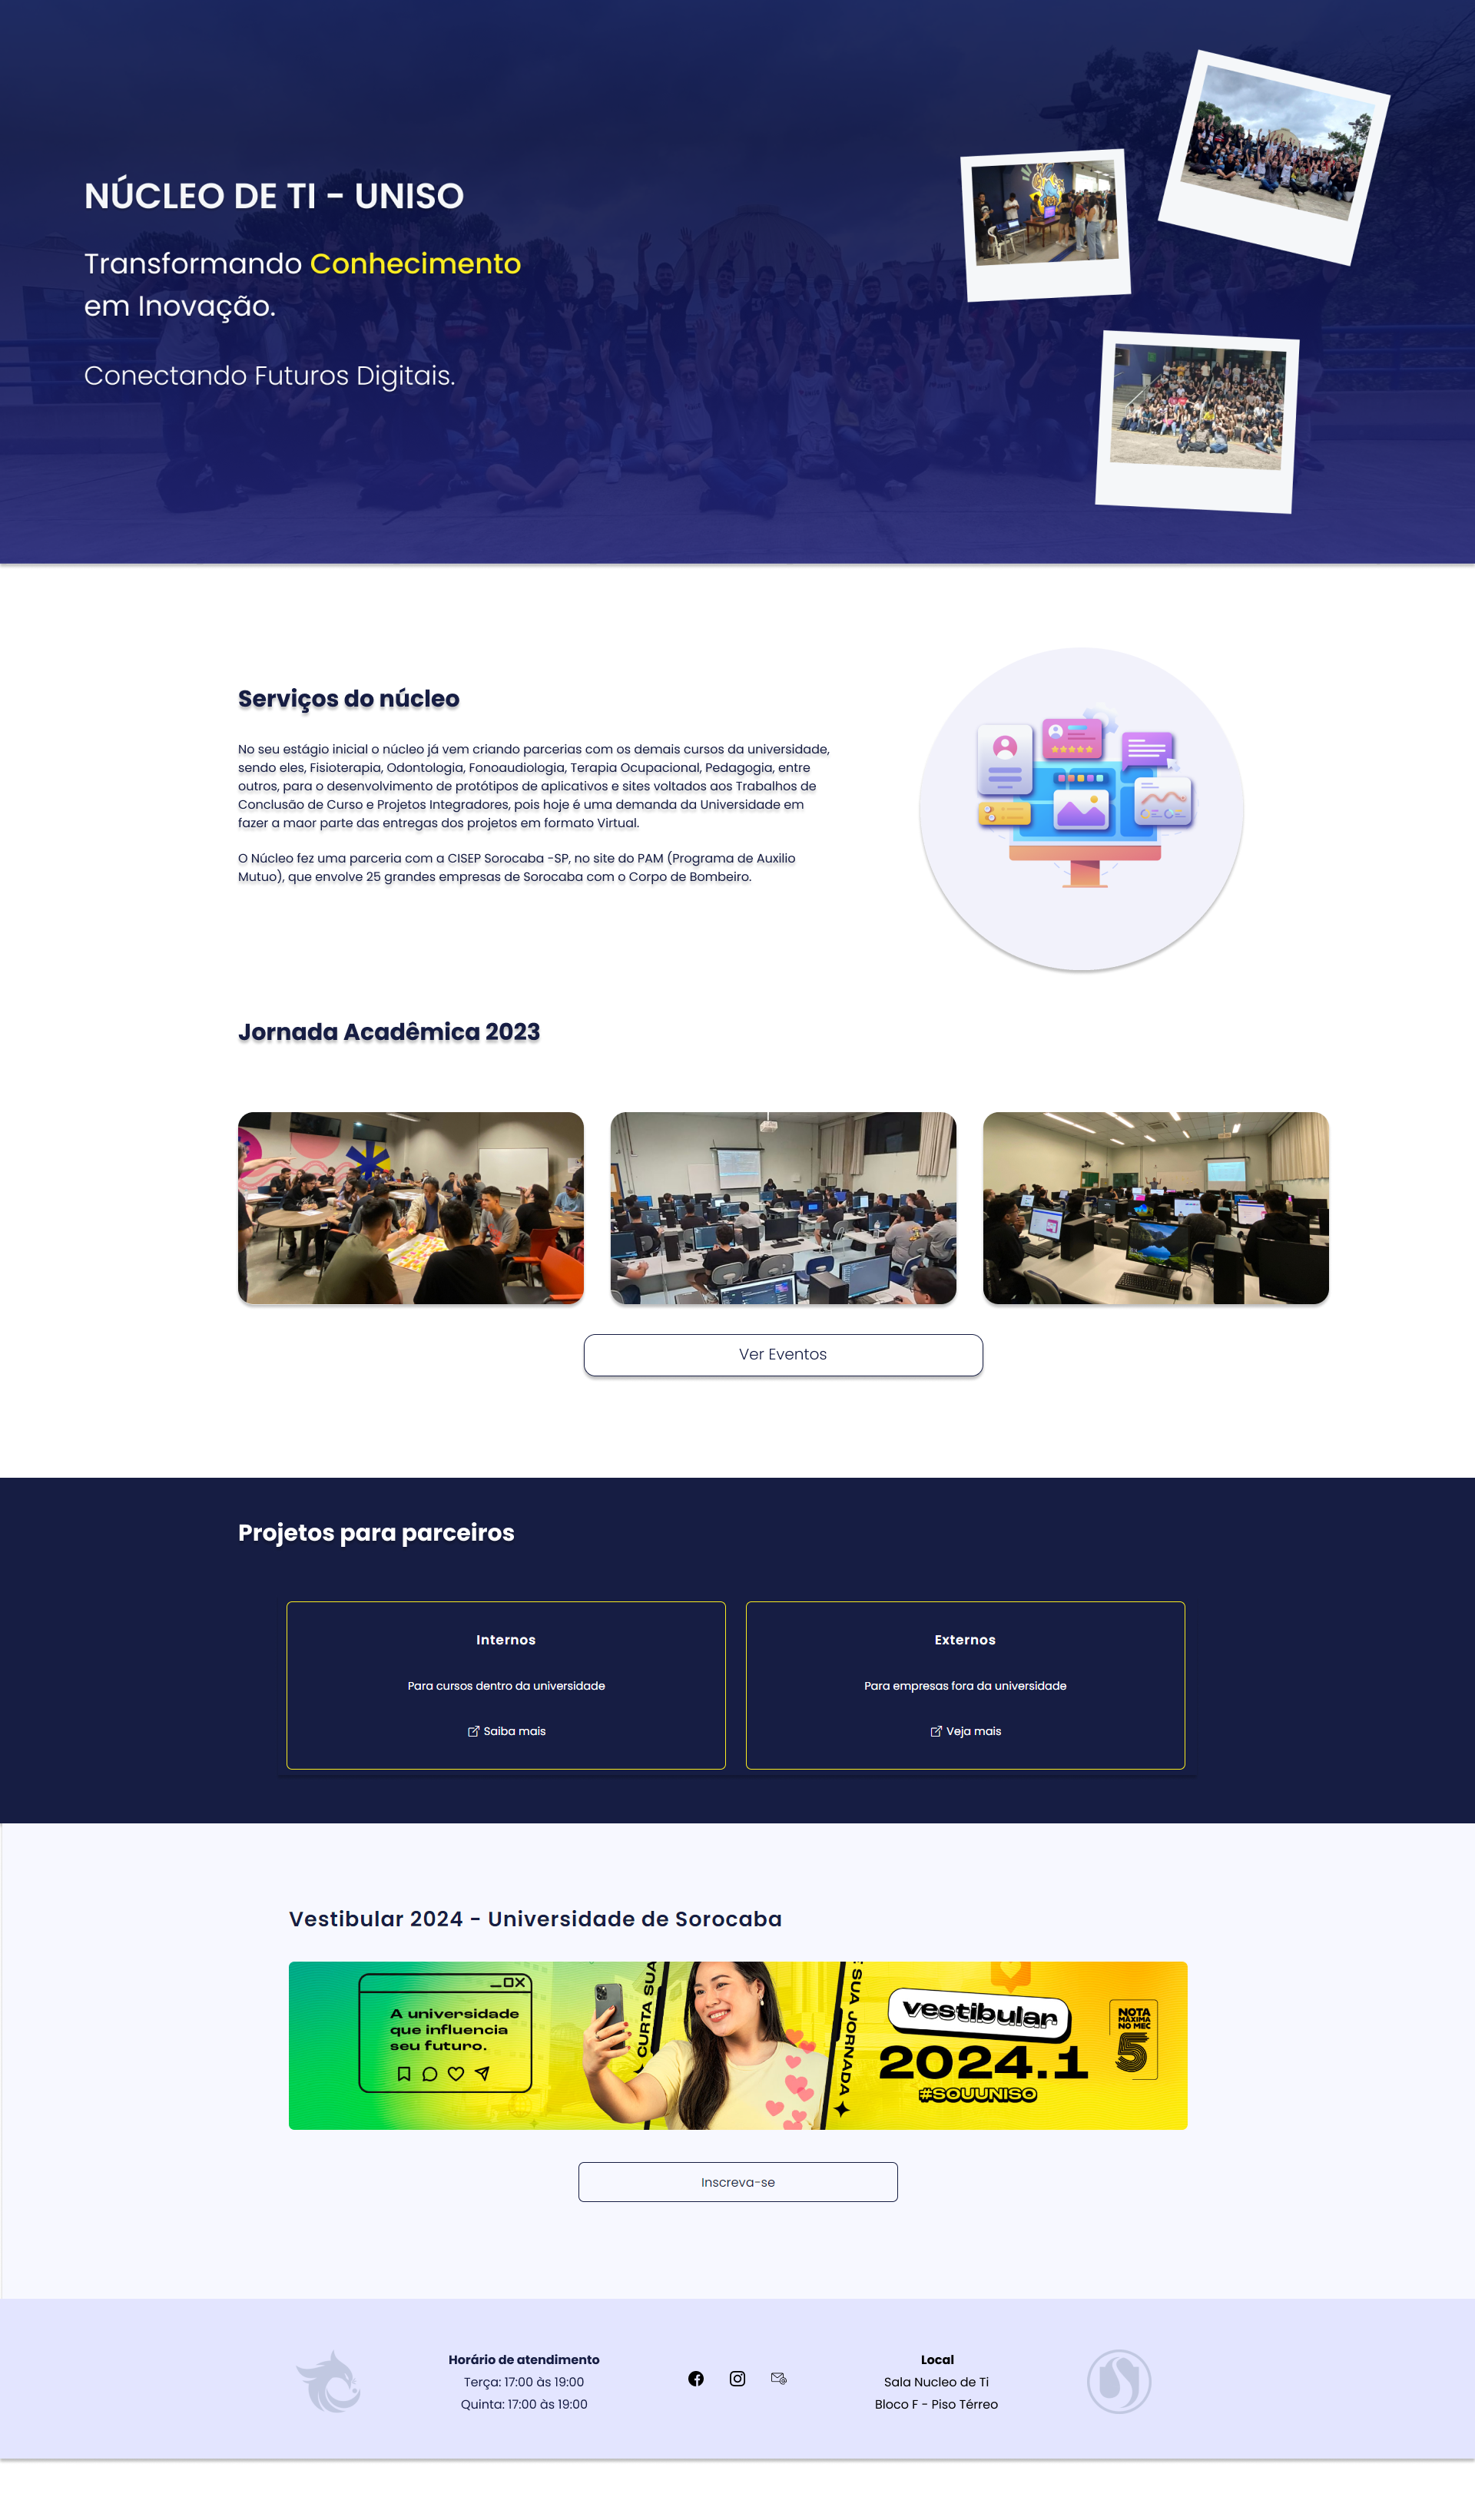 NÚCLEO DE TI - UNISO
Transformando Conhecimento
em Inovação.
Conectando Futuros Digitais.
Serviços do núcleo
No seu estágio inicial o núcleo já vem criando parcerias com os demais cursos da universidade,
sendo eles, Fisioterapia, Odontologia, Fonoaudiologia, Terapia Ocupacional, Pedagogia, entre
outros, para o desenvolvimento de protótipos de aplicativos e sites voltados aos Trabalhos de
Conclusão de Curso e Projetos Integradores, pois hoje é uma demanda da Universidade em
fazer a maor parte das entregas dos projetos em formato Virtual.
O Núcleo fez uma parceria com a CISEP Sorocaba -SP, no site do PAM (Programa de Auxilio
Mutuo), que envolve 25 grandes empresas de Sorocaba com o Corpo de Bombeiro.
Jornada Acadêmica 2023
Ver Eventos
Projetos para parceiros
Internos
Para cursos dentro da universidade
Saiba mais
Externos
Para empresas fora da universidade
Veja mais
Vestibular 2024 - Universidade de Sorocaba
A universidade
que influencia
seu futuro.
CURTA SUA
SUA JORNADA
vestibular
2024.1
#SOUUNISO
NOTA
MÁXIMA
NO MEC
5
Inscreva-se
Horário de atendimento
Terça: 17:00 às 19:00
Quinta: 17:00 às 19:00
Local
Sala Nucleo de Ti
Bloco F - Piso Térreo